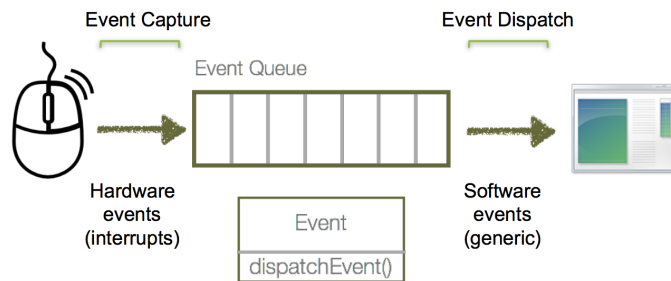 Event Capture
Event Dispatch
Event Queue
Hardware
events
(interrupts)
Event
dispatchEvent()
Software
events
(generic)